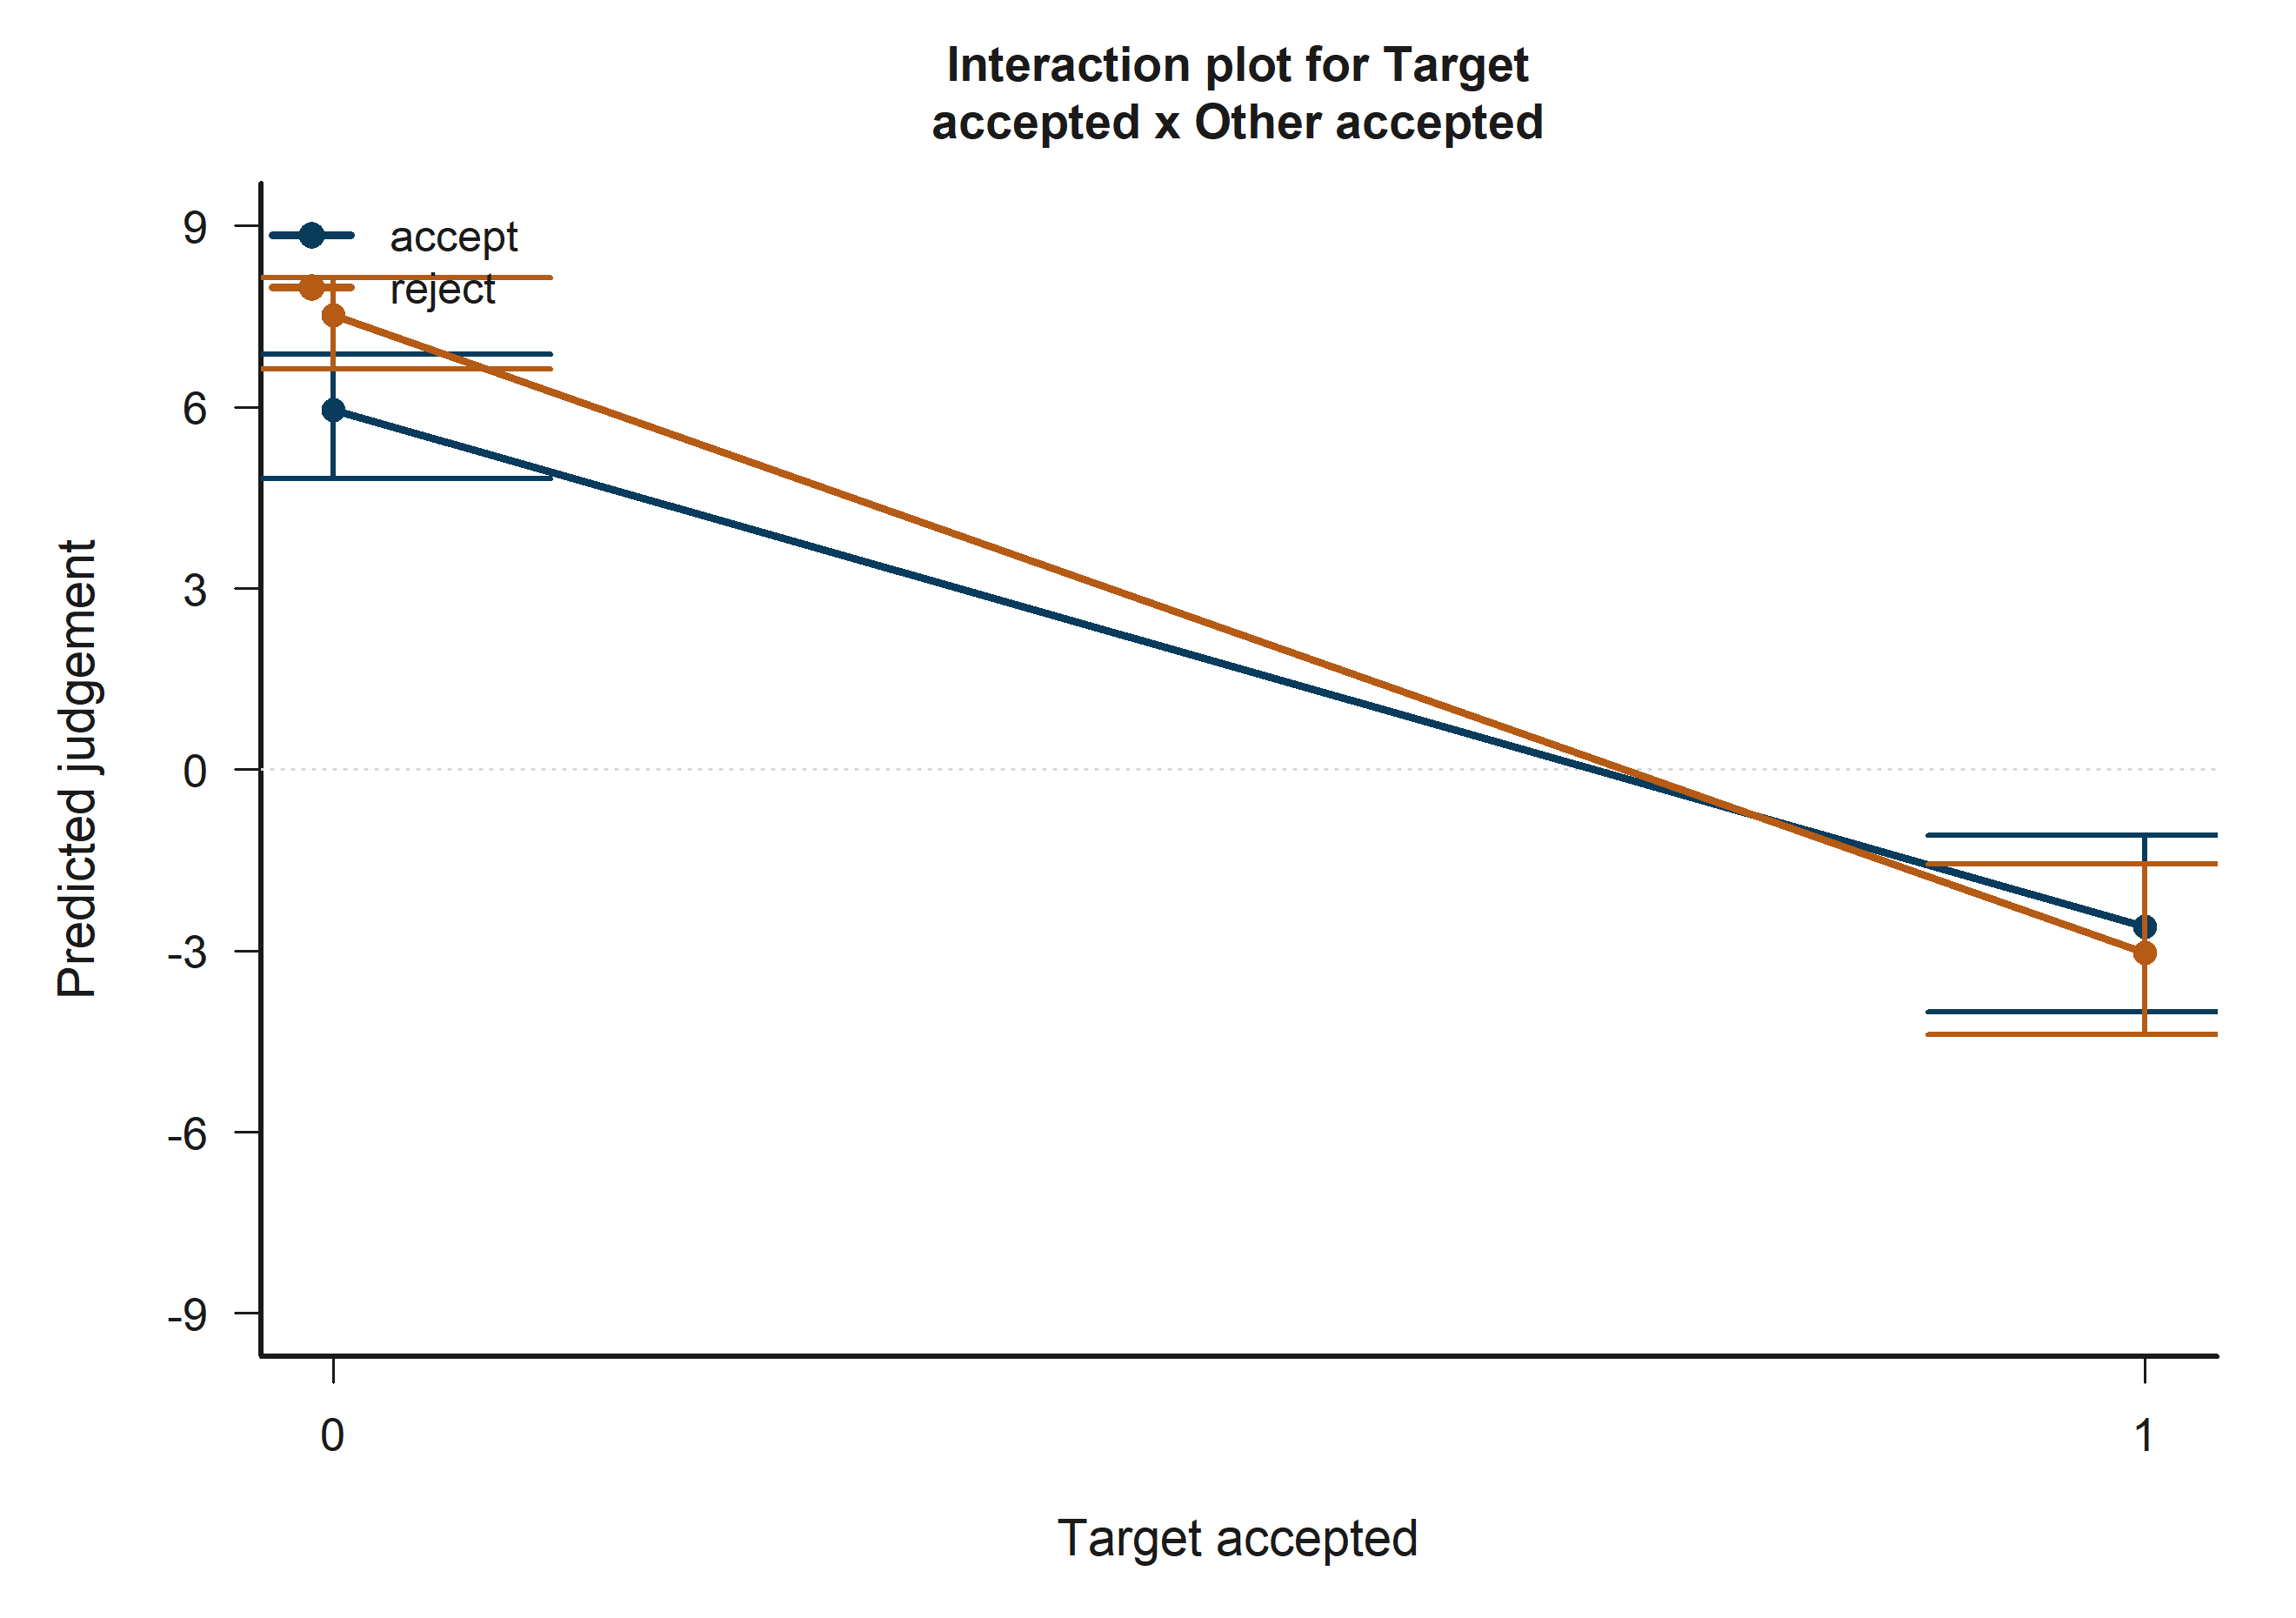 Interaction plot for Target
accepted x Other accepted
accept
reject
9
6
3
0
-3
-6
-9
Predicted judgement
0
1
Target accepted